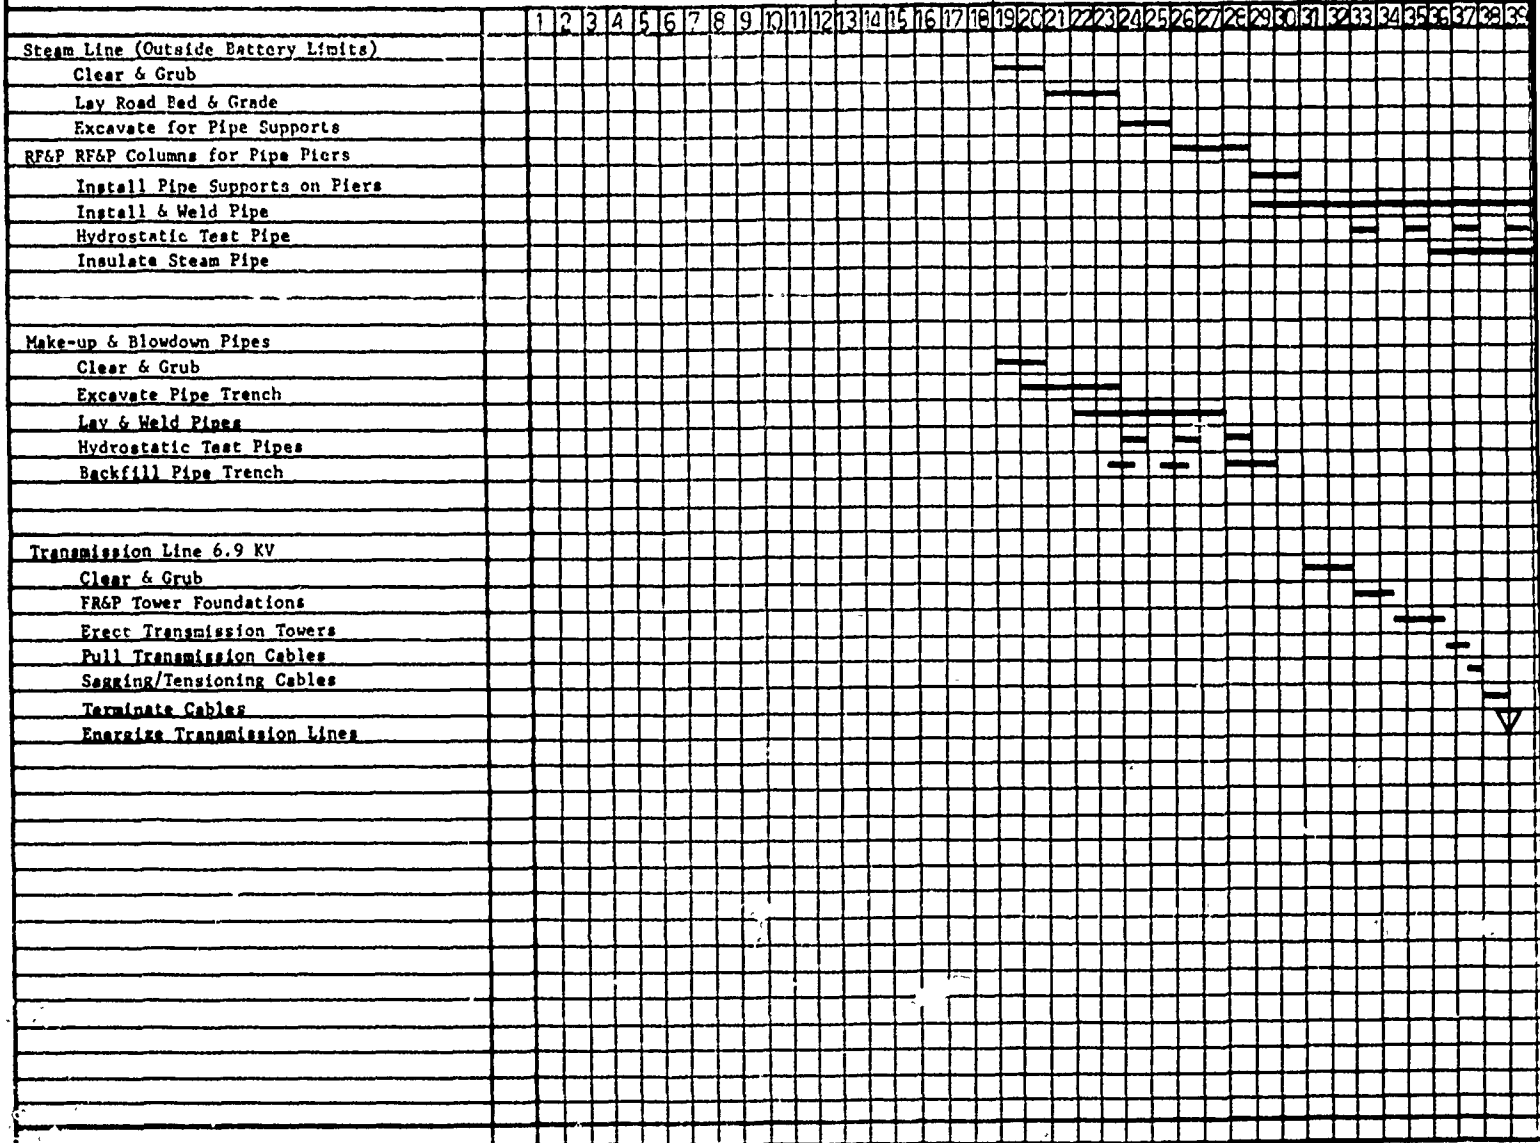 1 2 3 4 5 6 7 8 9 10 11 12 13 14 15 16 17 18 19 20 21 22 23 24 25 26 27 28 29 30 31 32 33 34 35 36 37 38 39
Steam Line (Outside Battery Limits)
Clear & Grub
Lay Road Bed & Grade
Excavate for Pipe Supports
RF&P RF&P Columns for Pipe Piers
Install Pipe Supports on Piers
Install & Weld Pipe
Hydrostatic Test Pipe
Insulate Steam Pipe
Make-up & Blowdown Pipes
Clear & Grub
Excavate Pipe Trench
Lay & Weld Pipes
Hydrostatic Test Pipes
Backfill Pipe Trench
Transmission Line 6.9 KV
Clear & Grub
FR&P Tower Foundations
Erect Transmission Towers
Pull Transmission Cables
Sagging/Tensioning Cables
Terminate Cables
Energize Transmission Lines